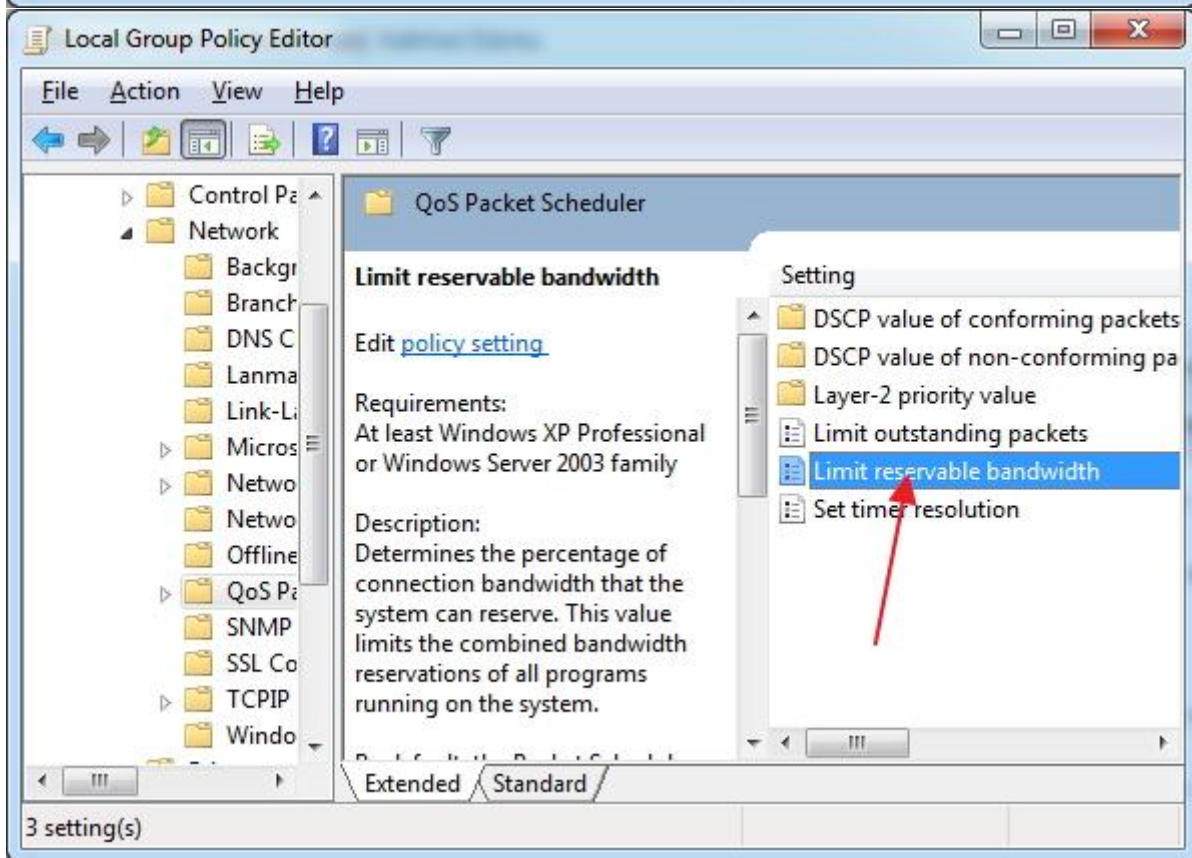 Local Group Policy Editor
File Action View Help
Control Pa
Network
Backgr
Branch
DNS C
Lanma
Link-La
Micros
Netwo
Netwo
Offline
QoS Pa
SNMP
SSL Co
TCPIP
Windo
QoS Packet Scheduler
Limit reservable bandwidth
Edit policy setting
Requirements:
At least Windows XP Professional
or Windows Server 2003 family
Description:
Determines the percentage of
connection bandwidth that the
system can reserve. This value
limits the combined bandwidth
reservations of all programs
running on the system.
Setting
DSCP value of conforming packets
DSCP value of non-conforming pa
Layer-2 priority value
Limit outstanding packets
Limit reservable bandwidth
Set timer resolution
Extended Standard
3 setting(s)